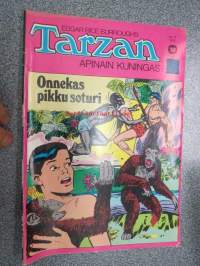 EDGAR RICE BURROUGHS
Tarzan
APINAIN KUNINGAS
Onnekas
pikku soturi